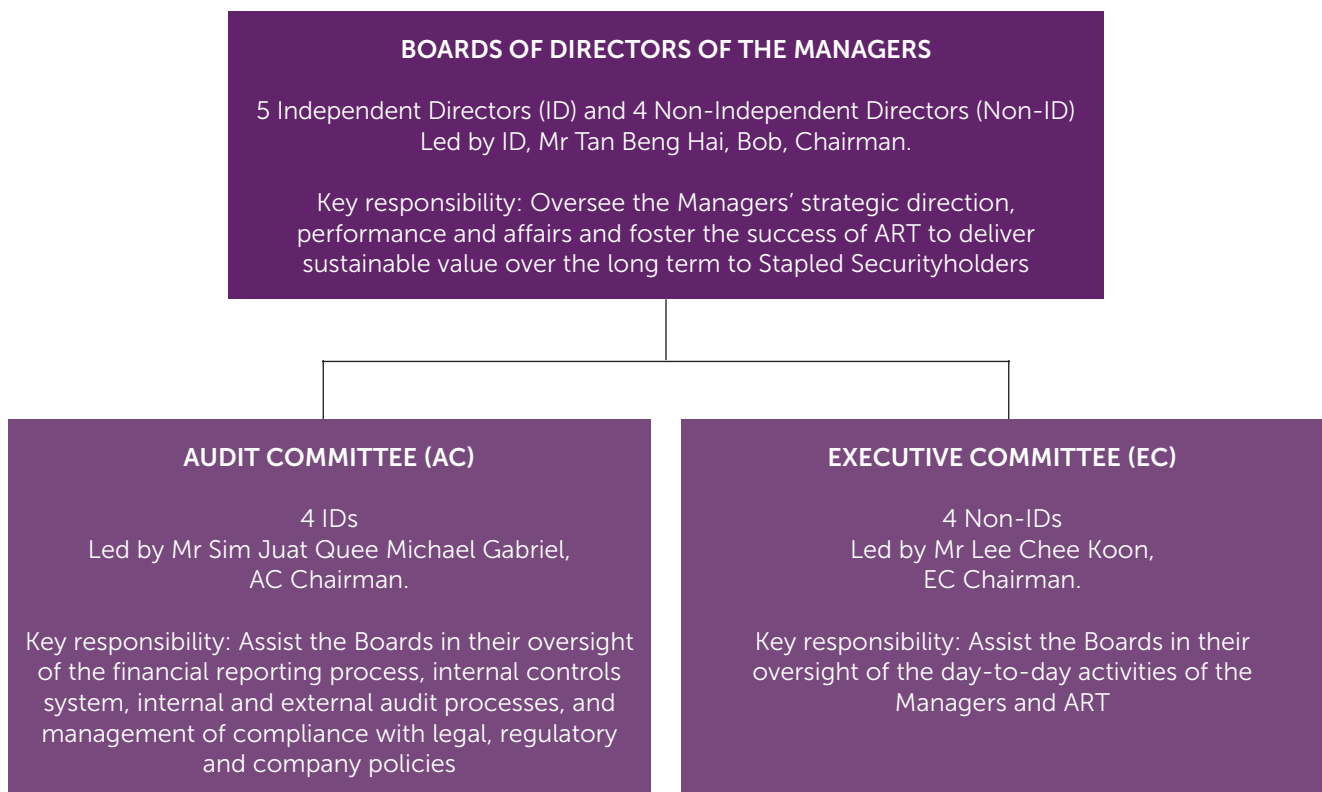 BOARDS OF DIRECTORS OF THE MANAGERS
5 Independent Directors (ID) and 4 Non-Independent Directors (Non-ID)
Led by ID, Mr Tan Beng Hai, Bob, Chairman.
Key responsibility: Oversee the Managers’ strategic direction,
performance and affairs and foster the success of ART to deliver
sustainable value over the long term to Stapled Securityholders
AUDIT COMMITTEE (AC)
4 IDs
Led by Mr Sim Juat Quee Michael Gabriel,
AC Chairman.
Key responsibility: Assist the Boards in their oversight
of the financial reporting process, internal controls
system, internal and external audit processes, and
management of compliance with legal, regulatory
and company policies
EXECUTIVE COMMITTEE (EC)
4 Non-IDs
Led by Mr Lee Chee Koon,
EC Chairman.
Key responsibility: Assist the Boards in their
oversight of the day-to-day activities of the
Managers and ART